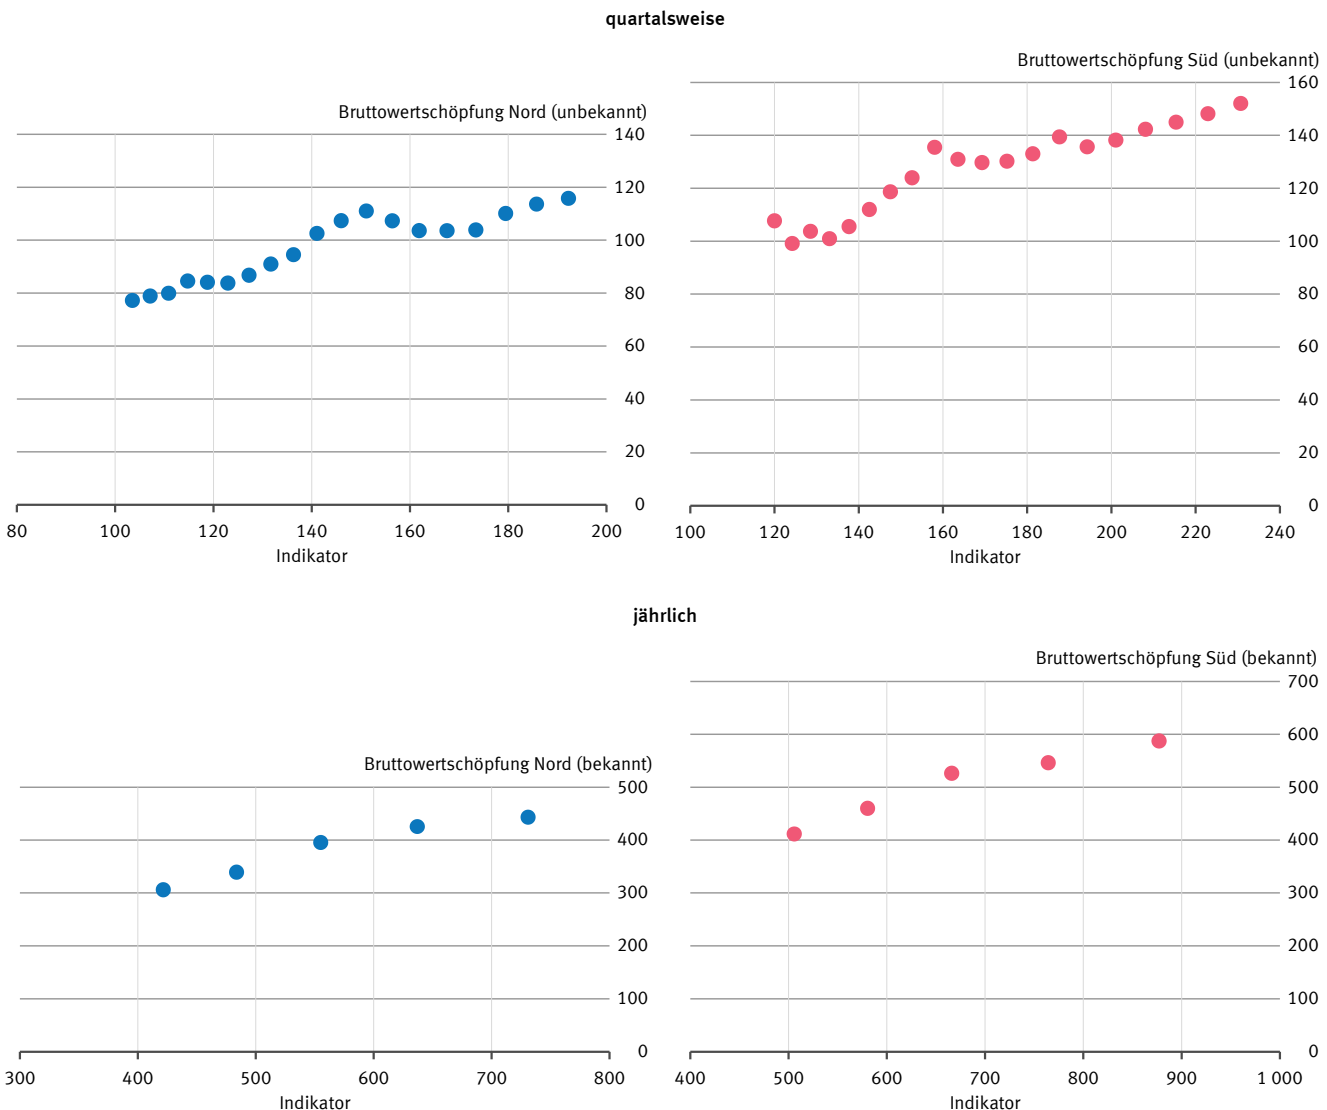 quartalsweise
Bruttowertschöpfung Nord (unbekannt)
140
120
100
80
60
40
20
0
80 100 120 140 160 180 200
Indikator
Bruttowertschöpfung Süd (unbekannt)
160
140
120
100
80
60
40
20
0
100 120 140 160 180 200 220 240
Indikator
jährlich
Bruttowertschöpfung Nord (bekannt)
500
400
300
200
100
0
300 400 500 600 700 800
Indikator
Bruttowertschöpfung Süd (bekannt)
700
600
500
400
300
200
100
0
400 500 600 700 800 900 1 000
Indikator